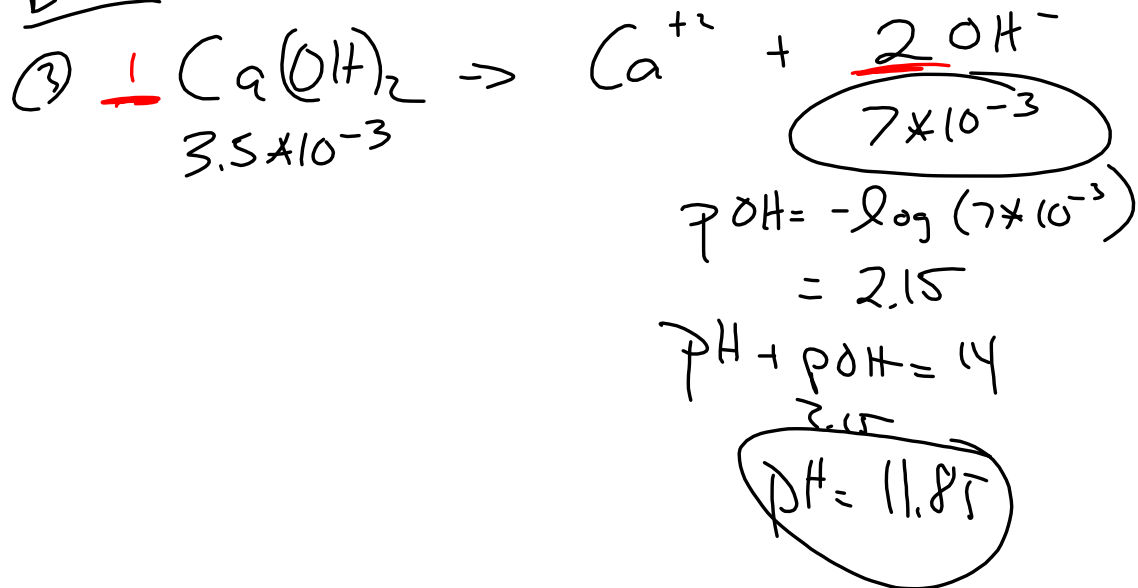 ③ 1 Ca(OH)₂ → Ca⁺² + 2 OH⁻
3.5*10⁻³ 7*10⁻³
pOH = -log (7*10⁻³)
= 2.15
pH + pOH = 14
2.15
pH = 11.85